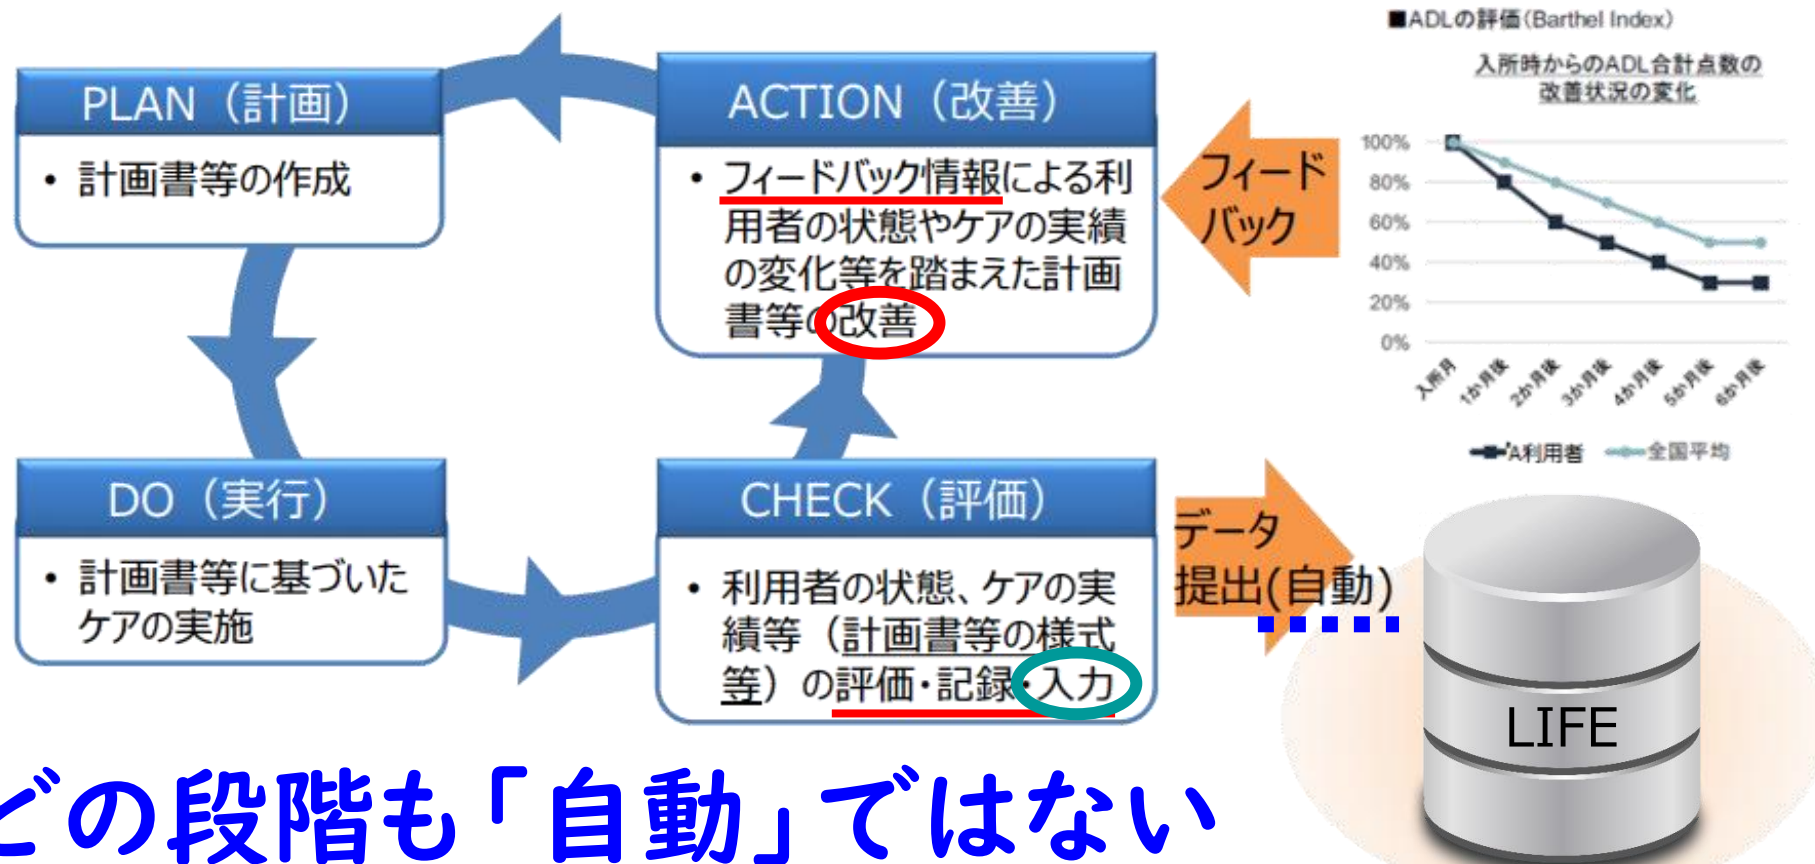 PLAN（計画）
• 計画書等の作成
ACTION（改善）
• フィードバック情報による利
用者の状態やケアの実績
の変化等を踏まえた計画
書等の改善
フィード
バック
■ADLの評価（Barthel Index）
入所時からのADL合計点数の
改善状況の変化
100%
80%
60%
40%
20%
0%
入所月
1か月後
2か月後
3か月後
4か月後
5か月後
6か月後
A利用者
全国平均
DO（実行）
• 計画書等に基づいた
ケアの実施
CHECK（評価）
• 利用者の状態、ケアの実
績等（計画書等の様式
等）の評価・記録・入力
データ
提出(自動)
LIFE
どの段階も「自動」ではない